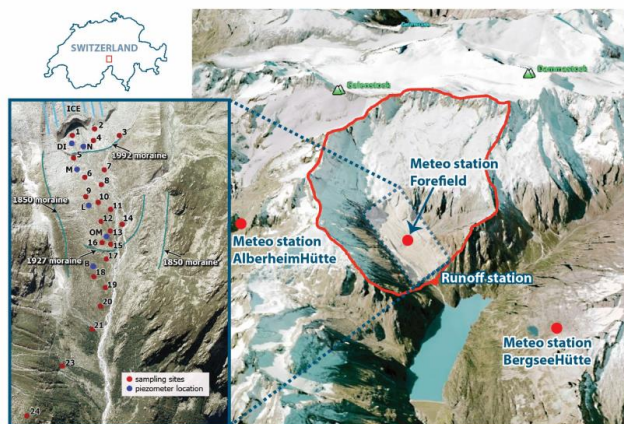 SWITZERLAND
Galenstock
Dammastock
Meteo station
Forefield
Meteo station
AlberheimHütte
Runoff station
Meteo station
BergseeHütte
ICE
1
2
3
4
DI
N
5
1992 moraine
M
6
7
8
1850 moraine
9
10
L
11
12
14
OM
13
16
15
1927 moraine
17
1850 moraine
B
18
19
20
21
23
24
sampling sites
piezometer location